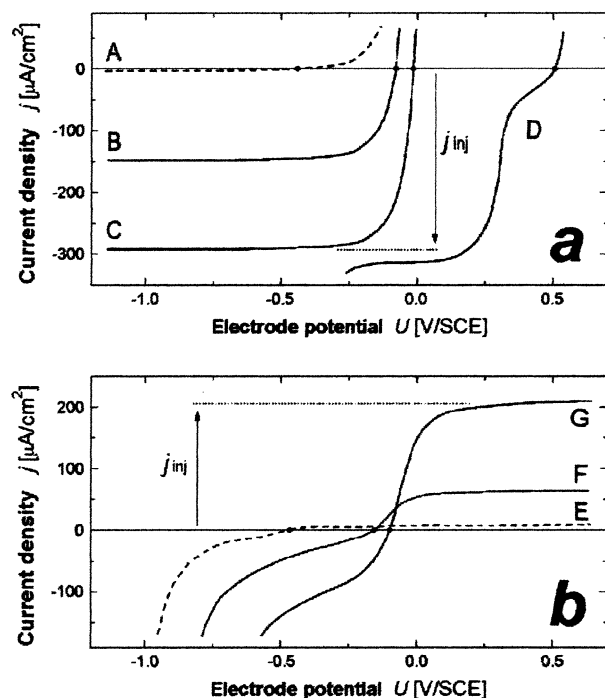 A
B
C
D
j inj
a
0
-100
-200
-300
Current density j [μA/cm²]
-1.0 -0.5 0.0 0.5
Electrode potential U [V/SCE]
200
100
0
-100
Current density j [μA/cm²]
j inj
G
F
E
b
-1.0 -0.5 0.0 0.5
Electrode potential U [V/SCE]